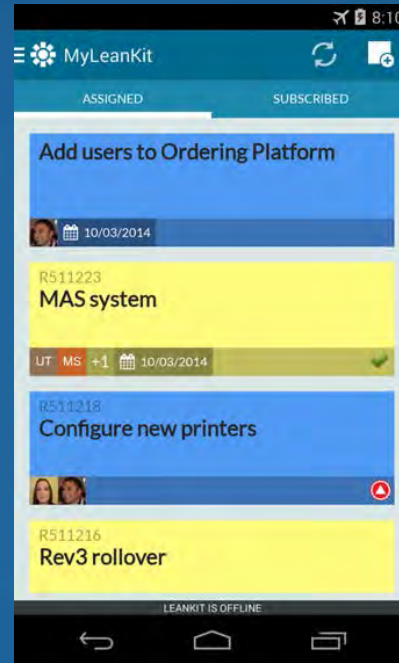 8:10
MyLeanKit
ASSIGNED SUBSCRIBED
Add users to Ordering Platform
10/03/2014
R511223
MAS system
UT MS +1 10/03/2014
R511218
Configure new printers
R511216
Rev3 rollover
LEANKIT IS OFFLINE